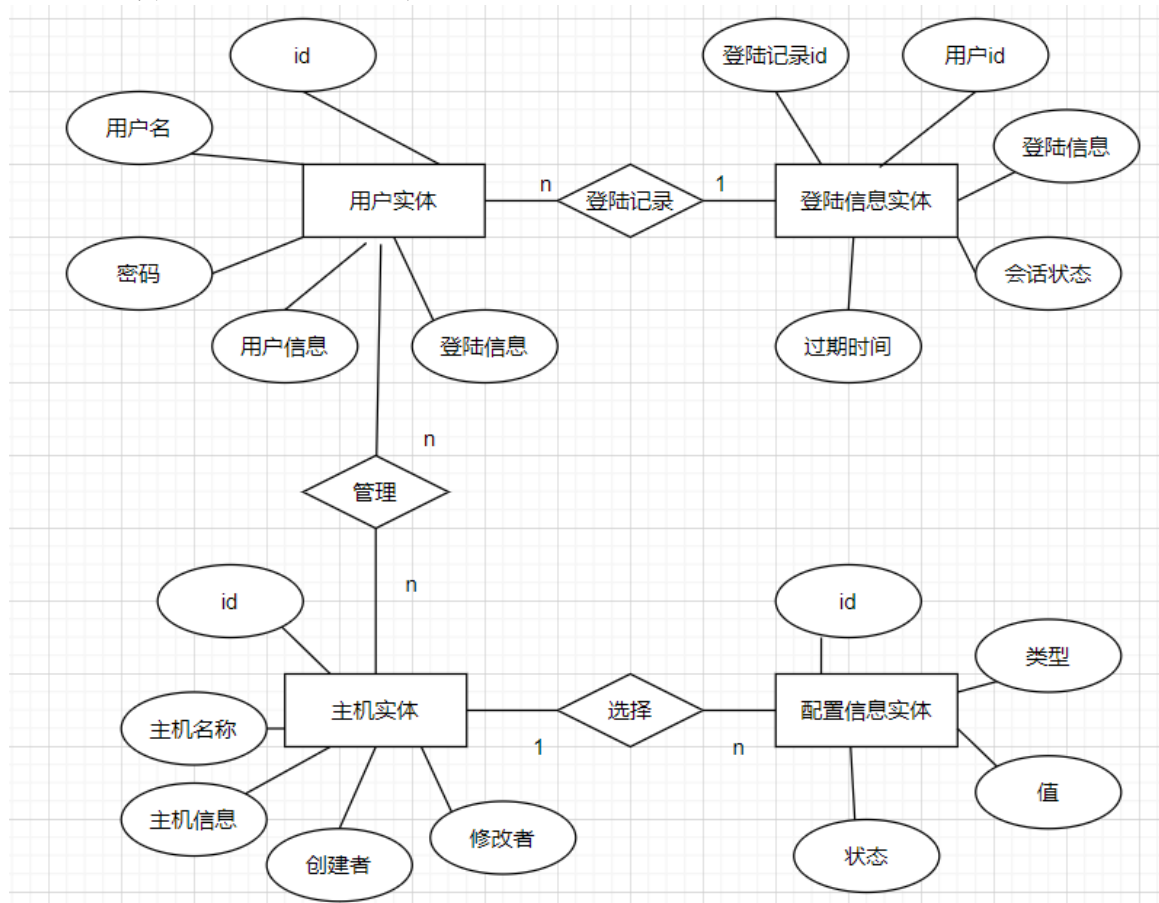 id
登陆记录id
用户id
用户名
登陆信息
用户实体
n
登陆记录
1
登陆信息实体
密码
会话状态
用户信息
登陆信息
过期时间
n
管理
n
id
id
类型
主机实体
选择
配置信息实体
主机名称
1
n
值
主机信息
修改者
创建者
状态